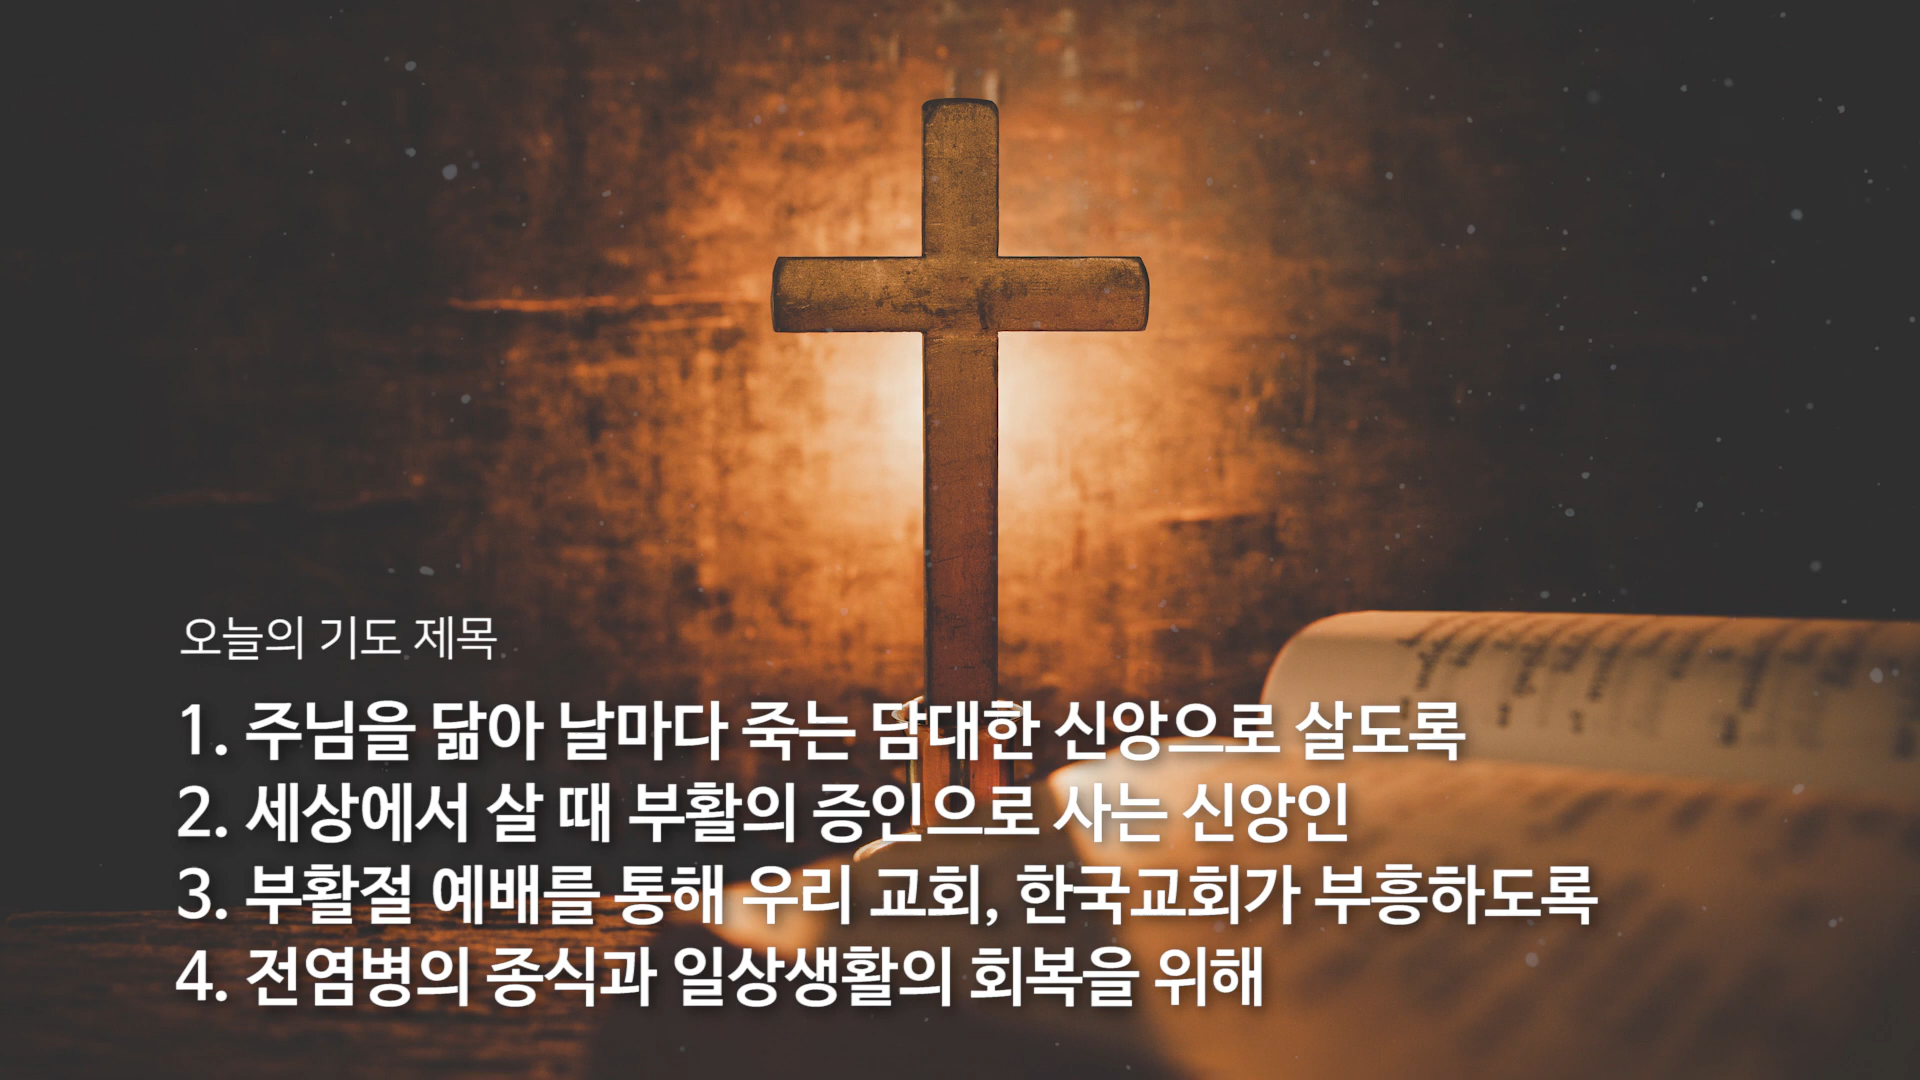 오늘의 기도 제목
1. 주님을 닮아 날마다 죽는 담대한 신앙으로 살도록
2. 세상에서 살 때 부활의 증인으로 사는 신앙인
3. 부활절 예배를 통해 우리 교회, 한국교회가 부흥하도록
4. 전염병의 종식과 일상생활의 회복을 위해